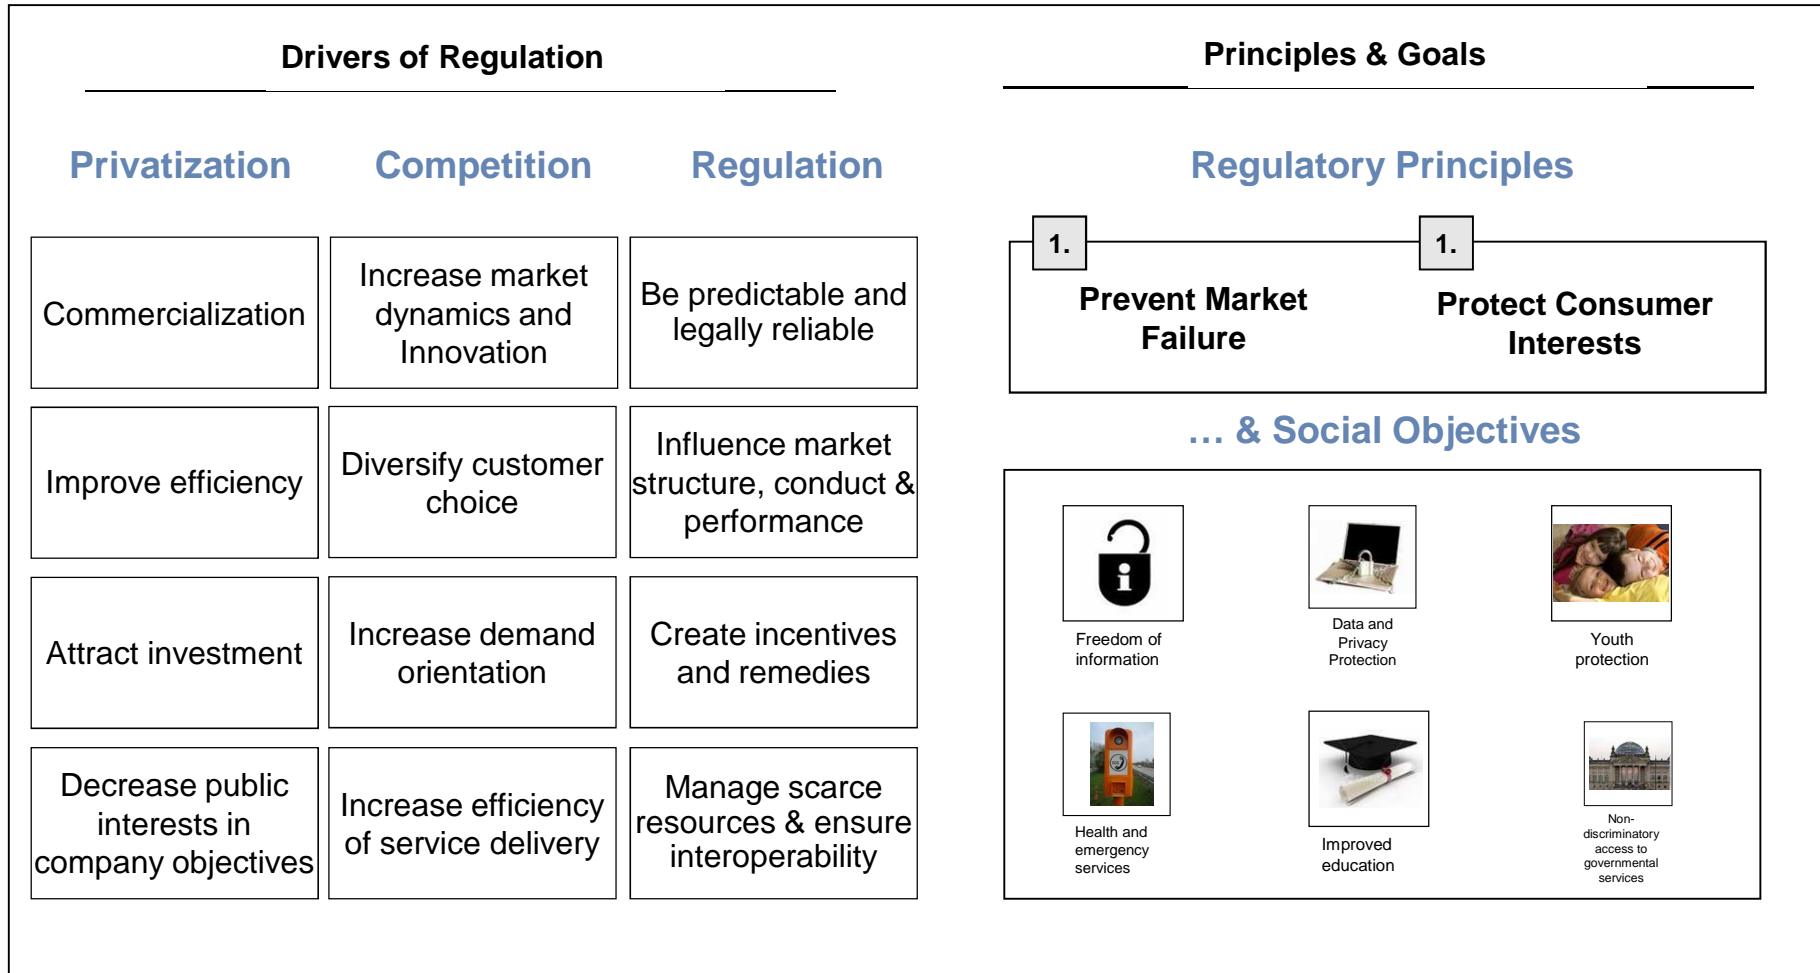 Drivers of Regulation
Privatization
Competition
Regulation
Commercialization
Increase market
dynamics and
Innovation
Be predictable and
legally reliable
Improve efficiency
Diversify customer
choice
Influence market
structure, conduct &
performance
Attract investment
Increase demand
orientation
Create incentives
and remedies
Decrease public
interests in
company objectives
Increase efficiency
of service delivery
Manage scarce
resources & ensure
interoperability
Principles & Goals
Regulatory Principles
1.
Prevent Market
Failure
1.
Protect Consumer
Interests
… & Social Objectives
i
Freedom of
information
Data and
Privacy
Protection
Youth
protection
Health and
emergency
services
Improved
education
Non-
discriminatory
access to
governmental
services